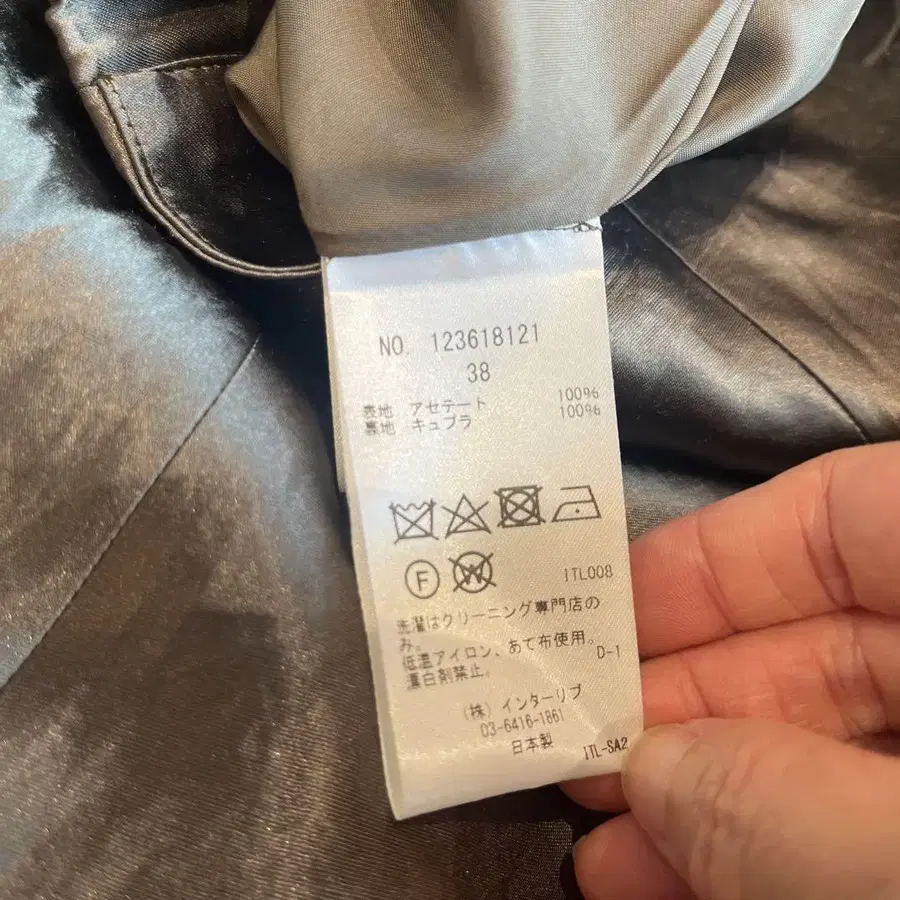 NO. 123618121
38
表地 アセテート 100%
裏地 キュプラ 100%
F W
ITL008
洗濯はクリーニング専門店の
み。
低温アイロン、あて布使用。
漂白剤禁止。 D-1
(株) インターリブ
03-6416-1861
日本製
ITL-SA2